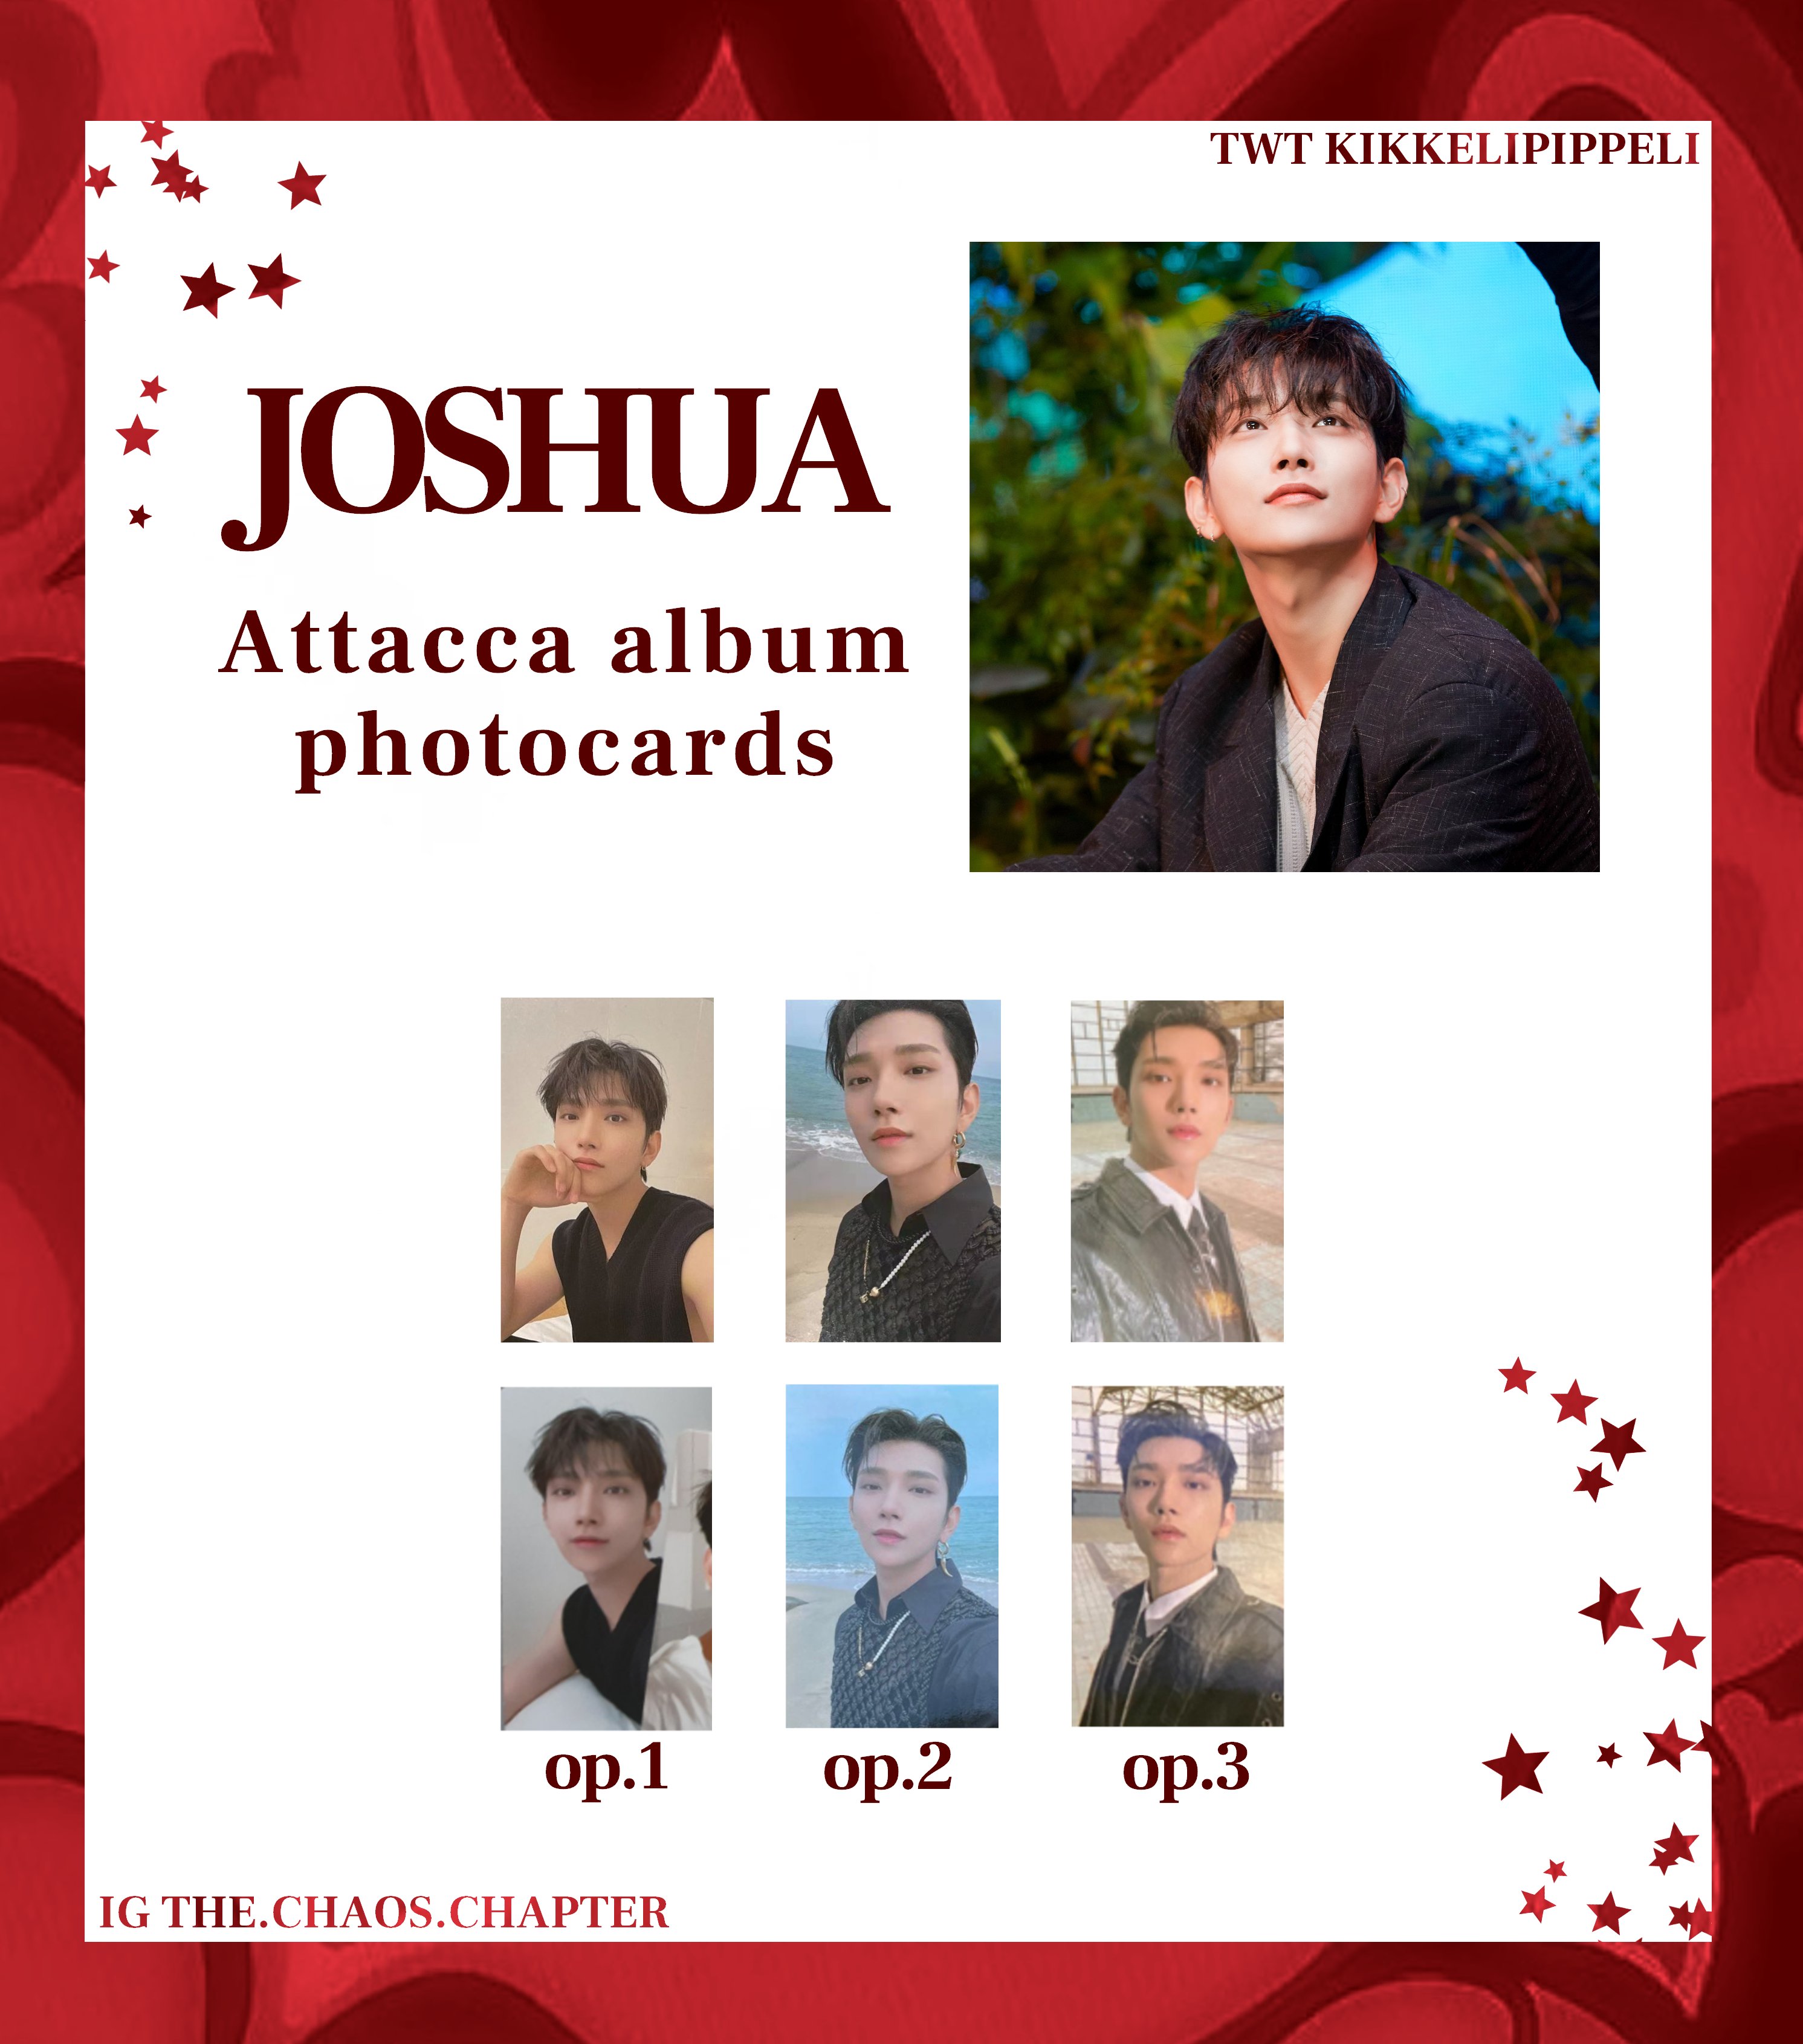 TWT KIKKELIPIPPELI
JOSHUA
Attacca album
photocards
op.1
op.2
op.3
IG THE.CHAOS.CHAPTER